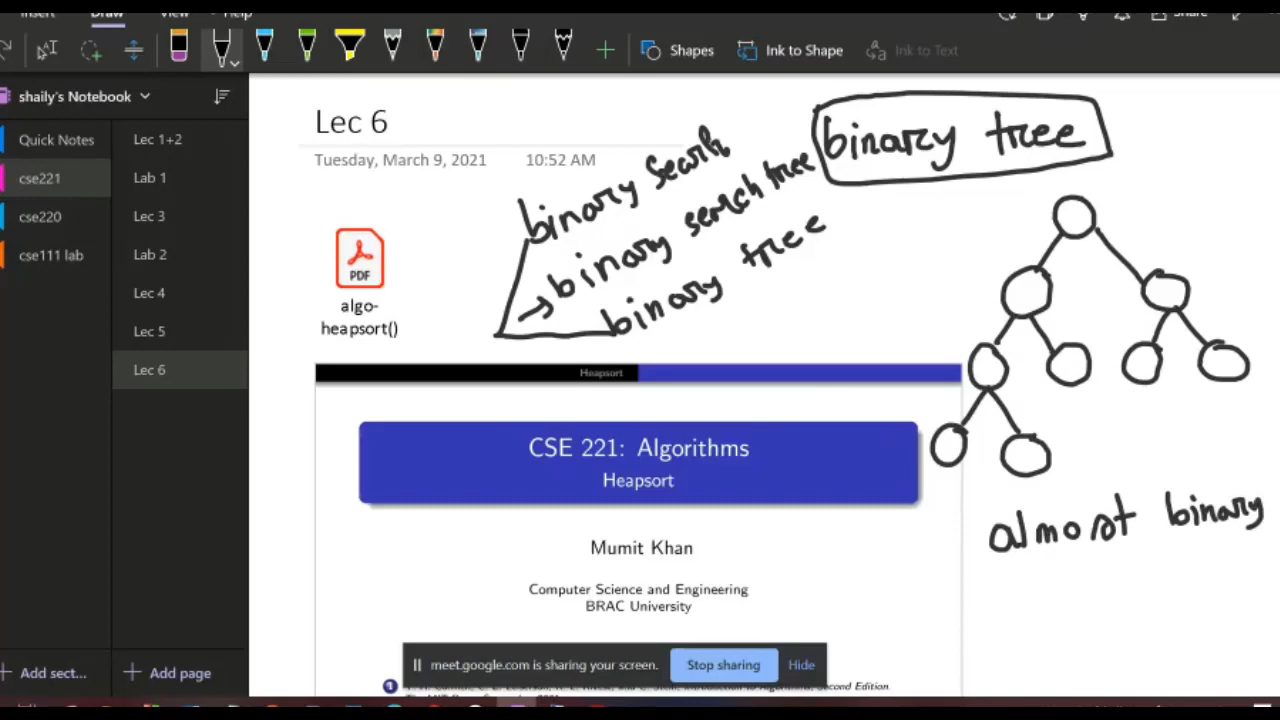 Insert Draw View Help
Share
Shapes Ink to Shape Ink to Text
shaily's Notebook
Quick Notes
cse221
cse220
cse111 lab
Lec 1+2
Lab 1
Lec 3
Lab 2
Lec 4
Lec 5
Lec 6
Add sect...
Add page
Lec 6
Tuesday, March 9, 2021 10:52 AM
PDF
algo-
heapsort()
binary search
binary serach tree
binary tree
binary tree
almost binary
Heapsort
CSE 221: Algorithms
Heapsort
Mumit Khan
Computer Science and Engineering
BRAC University
meet.google.com is sharing your screen. Stop sharing Hide
1
Second Edition